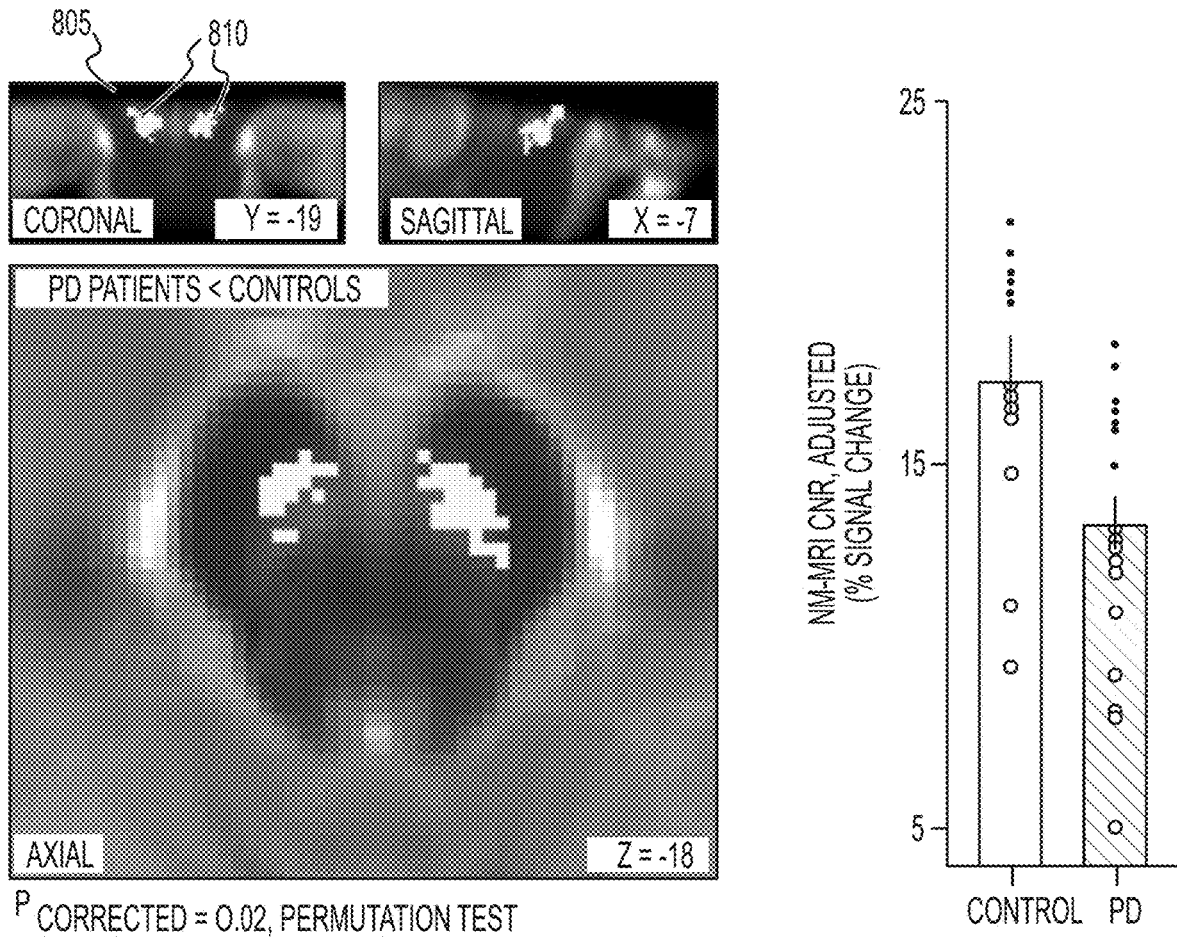 805
810
CORONAL
Y = -19
SAGITTAL
X = -7
PD PATIENTS < CONTROLS
AXIAL
Z = -18
P CORRECTED = 0.02, PERMUTATION TEST
NM-MRI CNR, ADJUSTED
(% SIGNAL CHANGE)
25
15
5
CONTROL
PD